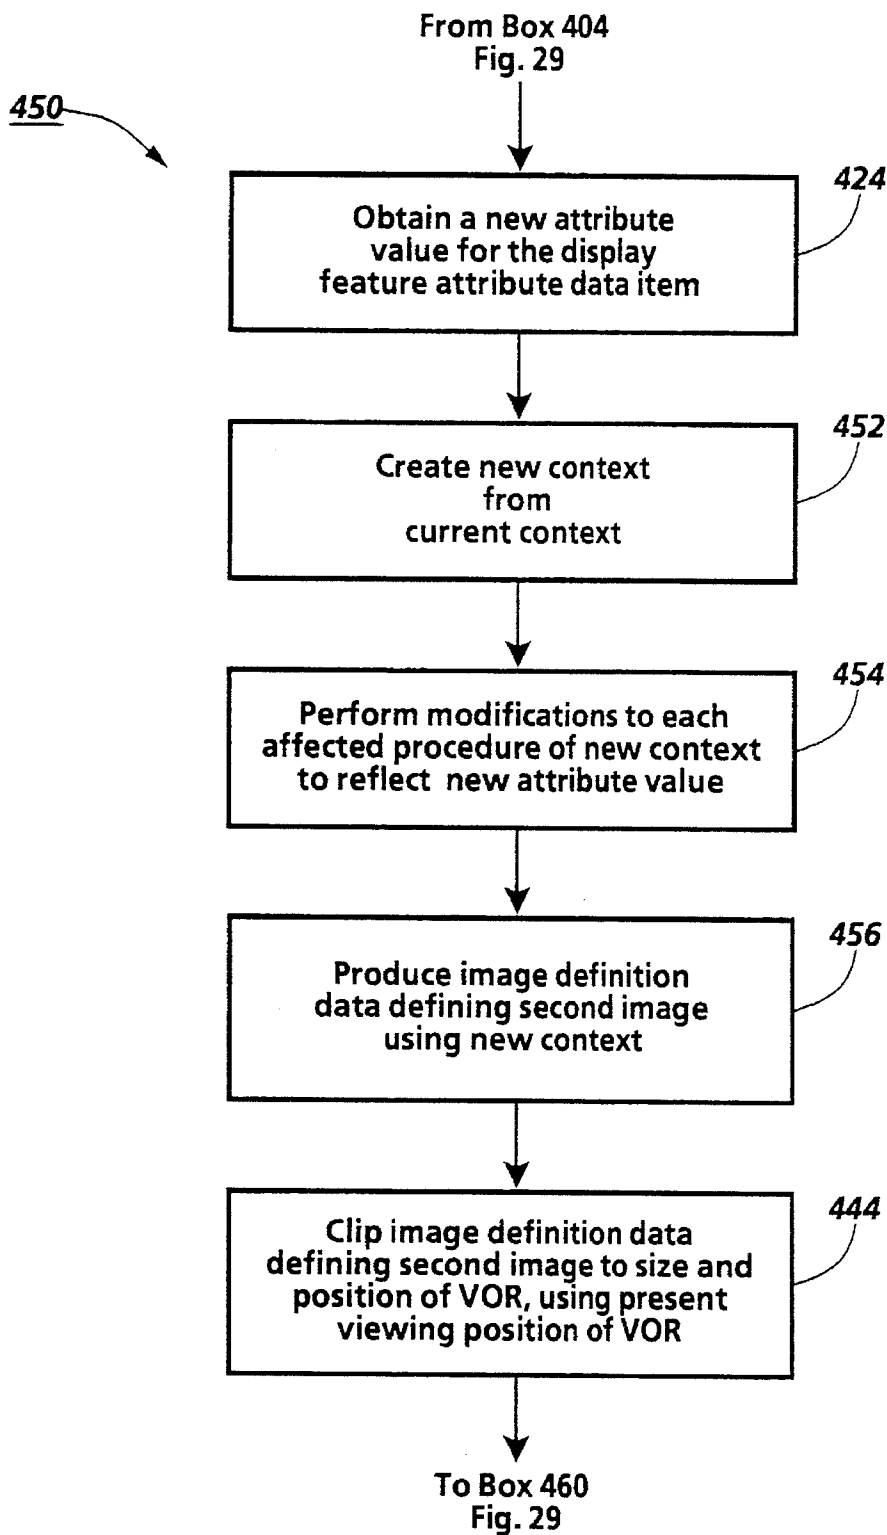 From Box 404
Fig. 29
450
424
Obtain a new attribute
value for the display
feature attribute data item
452
Create new context
from
current context
454
Perform modifications to each
affected procedure of new context
to reflect new attribute value
456
Produce image definition
data defining second image
using new context
444
Clip image definition data
defining second image to size and
position of VOR, using present
viewing position of VOR
To Box 460
Fig. 29